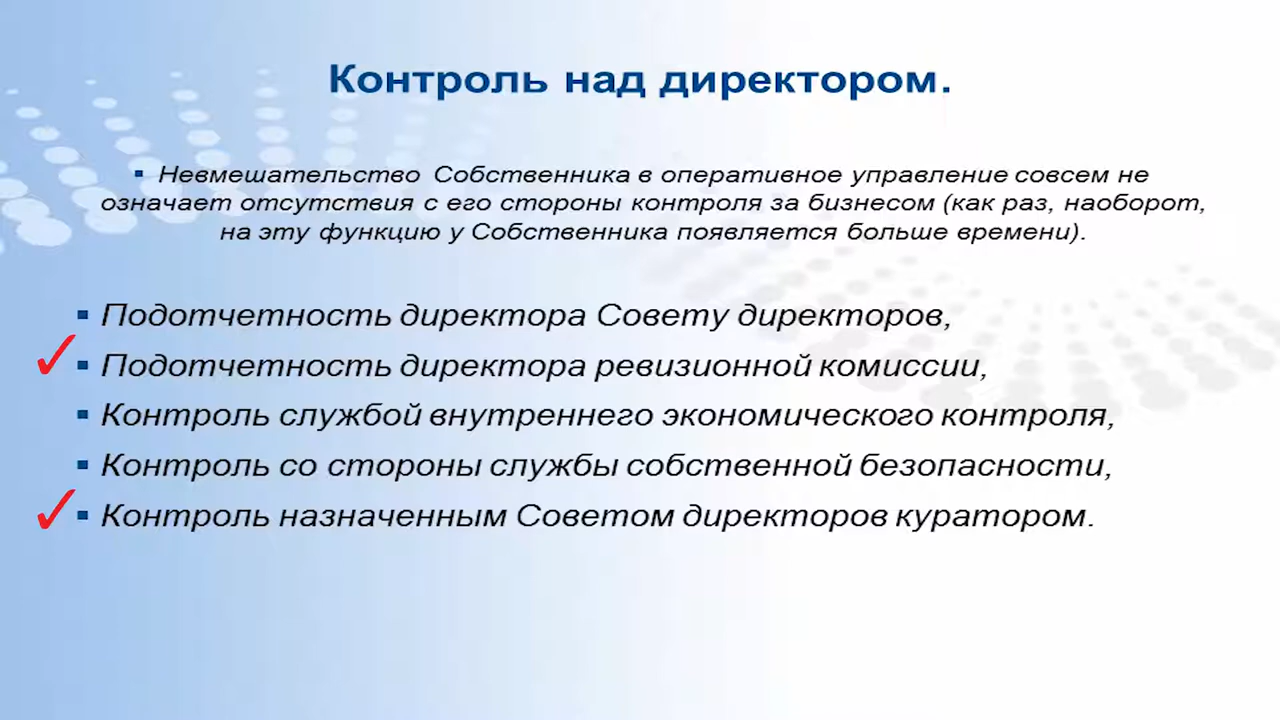 Контроль над директором.
▪ Невмешательство Собственника в оперативное управление совсем не
означает отсутствия с его стороны контроля за бизнесом (как раз, наоборот,
на эту функцию у Собственника появляется больше времени).
▪ Подотчетность директора Совету директоров,
✓ ▪ Подотчетность директора ревизионной комиссии,
▪ Контроль службой внутреннего экономического контроля,
▪ Контроль со стороны службы собственной безопасности,
✓ ▪ Контроль назначенным Советом директоров куратором.